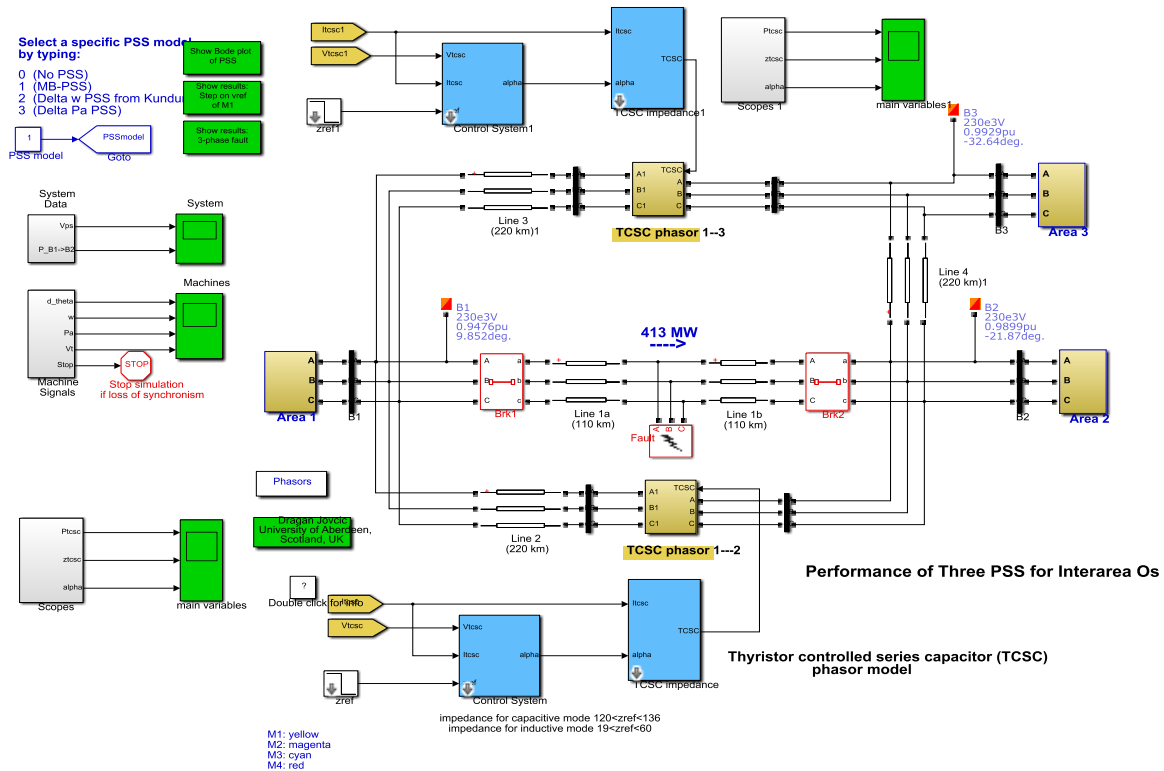 Select a specific PSS model
by typing:
0 (No PSS)
1 (MB-PSS)
2 (Delta w PSS from Kundur
3 (Delta Pa PSS)
Show Bode plot
of PSS
Show results:
Step on vref
of M1
Show results:
3-phase fault
1
PSS model
PSSmodel
Goto
System
Data
Vps
P_B1->B2
System
Machines
d_theta
w
Pa
Vt
Stop
Machine
Signals
STOP
Stop simulation
if loss of synchronism
Itcsc1
Vtcsc1
zref1
Vtcsc
Itcsc
alpha
Control System1
Itcsc
TCSC
alpha
TCSC impedance1
Ptcsc
ztcsc
alpha
Scopes 1
main variables1
B3
230e3V
0.9929pu
-32.64deg.
Line 3
(220 km)1
A1
B1
C1
TCSC
A
B
C
TCSC phasor 1--3
B3
A
B
C
Area 3
Line 4
(220 km)1
B1
230e3V
0.9476pu
9.852deg.
413 MW
---->
B2
230e3V
0.9899pu
-21.87deg.
A
B
C
Area 1
B1
A
B
C
a
b
c
Brk1
Line 1a
(110 km)
Fault
A
B
C
Line 1b
(110 km)
A
B
C
a
b
c
Brk2
B2
A
B
C
Area 2
Phasors
Dragan Jovcic
University of Aberdeen,
Scotland, UK
Line 2
(220 km)
A1
B1
C1
TCSC
A
B
C
TCSC phasor 1---2
Ptcsc
ztcsc
alpha
Scopes
main variables
?
Double click for info
Vtcsc
zref
Vtcsc
Itcsc
alpha
Control System
Itcsc
TCSC
alpha
TCSC impedance
Performance of Three PSS for Interarea Os
Thyristor controlled series capacitor (TCSC)
phasor model
impedance for capacitive mode 120<zref<136
impedance for inductive mode 19<zref<60
M1: yellow
M2: magenta
M3: cyan
M4: red